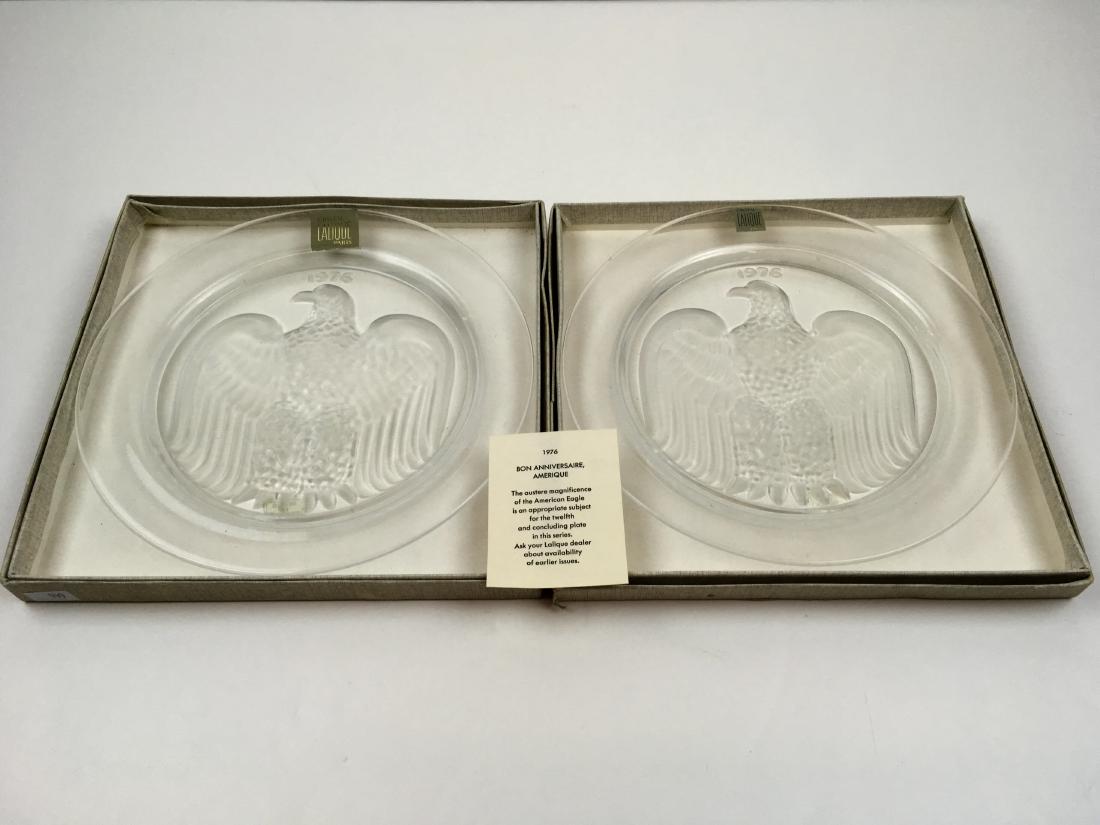 LALIQUE
PARIS
1976
LALIQUE
1976
1976
BON ANNIVERSAIRE,
AMERIQUE
The austere magnificence
of the American Eagle
is an appropriate subject
for the twelfth
and concluding plate
in this series.
Ask your Lalique dealer
about availability
of earlier issues.